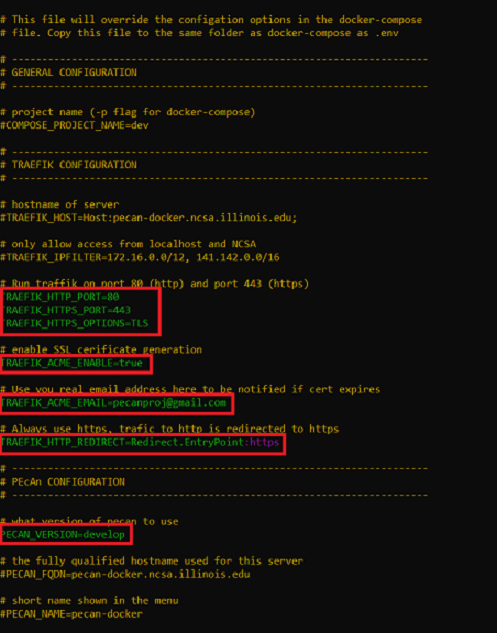 # This file will override the configation options in the docker-compose
# file. Copy this file to the same folder as docker-compose as .env
# ----------------------------------------------------------------------
# GENERAL CONFIGURATION
# ----------------------------------------------------------------------
# project name (-p flag for docker-compose)
#COMPOSE_PROJECT_NAME=dev
# ----------------------------------------------------------------------
# TRAEFIK CONFIGURATION
# ----------------------------------------------------------------------
# hostname of server
#TRAEFIK_HOST=Host:pecan-docker.ncsa.illinois.edu;
# only allow access from localhost and NCSA
#TRAEFIK_IPFILTER=172.16.0.0/12, 141.142.0.0/16
# Run traffik on port 80 (http) and port 443 (https)
RAEFIK_HTTP_PORT=80
RAEFIK_HTTPS_PORT=443
RAEFIK_HTTPS_OPTIONS=TLS
# enable SSL cerificate generation
TRAEFIK_ACME_ENABLE=true
# Use you real email address here to be notified if cert expires
TRAEFIK_ACME_EMAIL=pecanproj@gmail.com
# Always use https, trafic to http is redirected to https
TRAEFIK_HTTP_REDIRECT=Redirect.EntryPoint:https
# ----------------------------------------------------------------------
# PEcAn CONFIGURATION
# ----------------------------------------------------------------------
# what version of pecan to use
PECAN_VERSION=develop
# the fully qualified hostname used for this server
#PECAN_FQDN=pecan-docker.ncsa.illinois.edu
# short name shown in the menu
#PECAN_NAME=pecan-docker